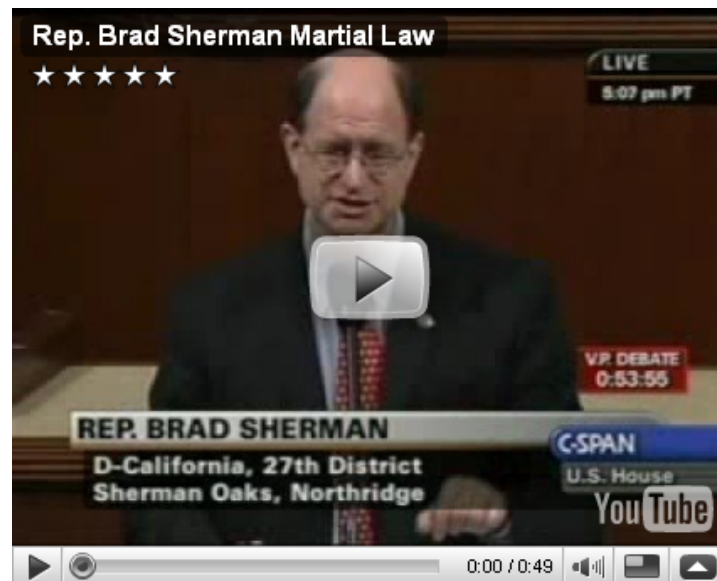 Rep. Brad Sherman Martial Law
LIVE
5:07 pm PT
V.P. DEBATE
0:53:55
REP. BRAD SHERMAN
D-California, 27th District
Sherman Oaks, Northridge
C-SPAN
U.S. House
YouTube
0:00 / 0:49